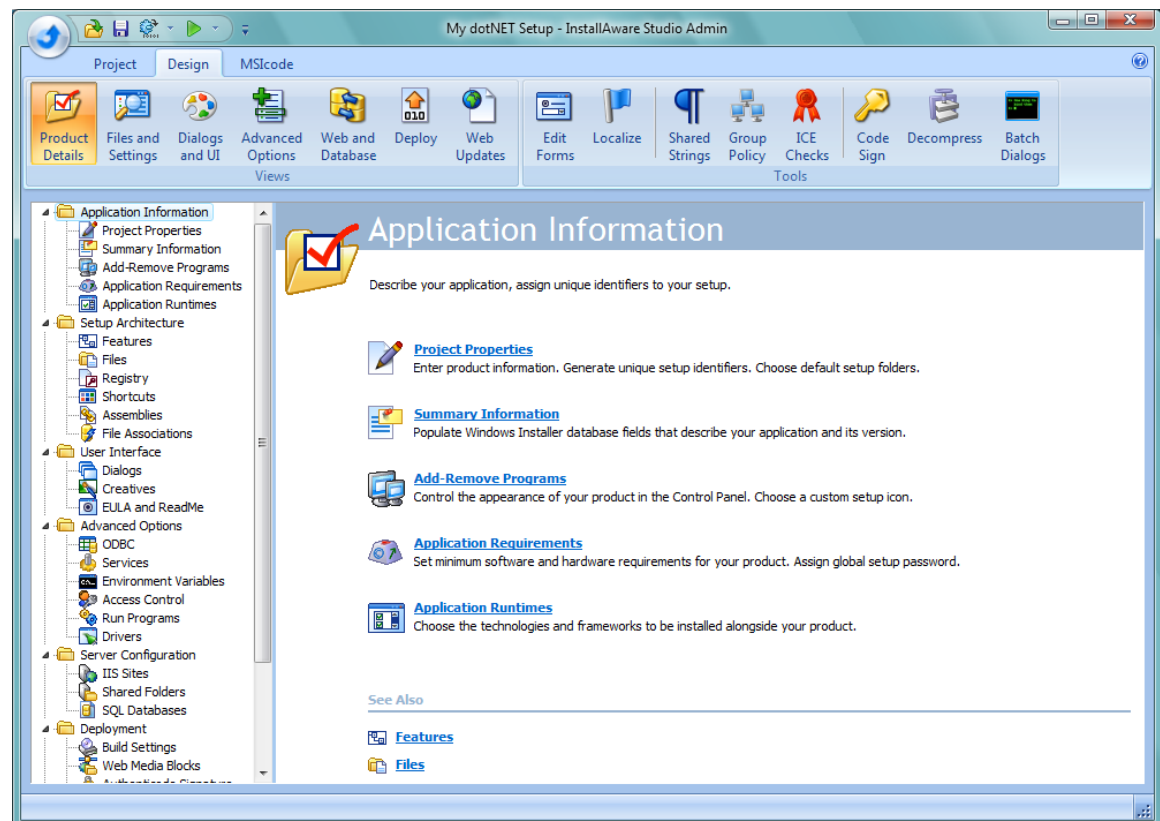 My dotNET Setup - InstallAware Studio Admin
Project Design MSIcode
Product Details
Files and Settings
Dialogs and UI
Advanced Options
Web and Database
Deploy
Web Updates
Views
Edit Forms
Localize
Shared Strings
Group Policy
ICE Checks
Code Sign
Decompress
Batch Dialogs
Tools
Application Information
Project Properties
Summary Information
Add-Remove Programs
Application Requirements
Application Runtimes
Setup Architecture
Features
Files
Registry
Shortcuts
Assemblies
File Associations
User Interface
Dialogs
Creatives
EULA and ReadMe
Advanced Options
ODBC
Services
Environment Variables
Access Control
Run Programs
Drivers
Server Configuration
IIS Sites
Shared Folders
SQL Databases
Deployment
Build Settings
Web Media Blocks
Application Information
Describe your application, assign unique identifiers to your setup.
Project Properties
Enter product information. Generate unique setup identifiers. Choose default setup folders.
Summary Information
Populate Windows Installer database fields that describe your application and its version.
Add-Remove Programs
Control the appearance of your product in the Control Panel. Choose a custom setup icon.
Application Requirements
Set minimum software and hardware requirements for your product. Assign global setup password.
Application Runtimes
Choose the technologies and frameworks to be installed alongside your product.
See Also
Features
Files